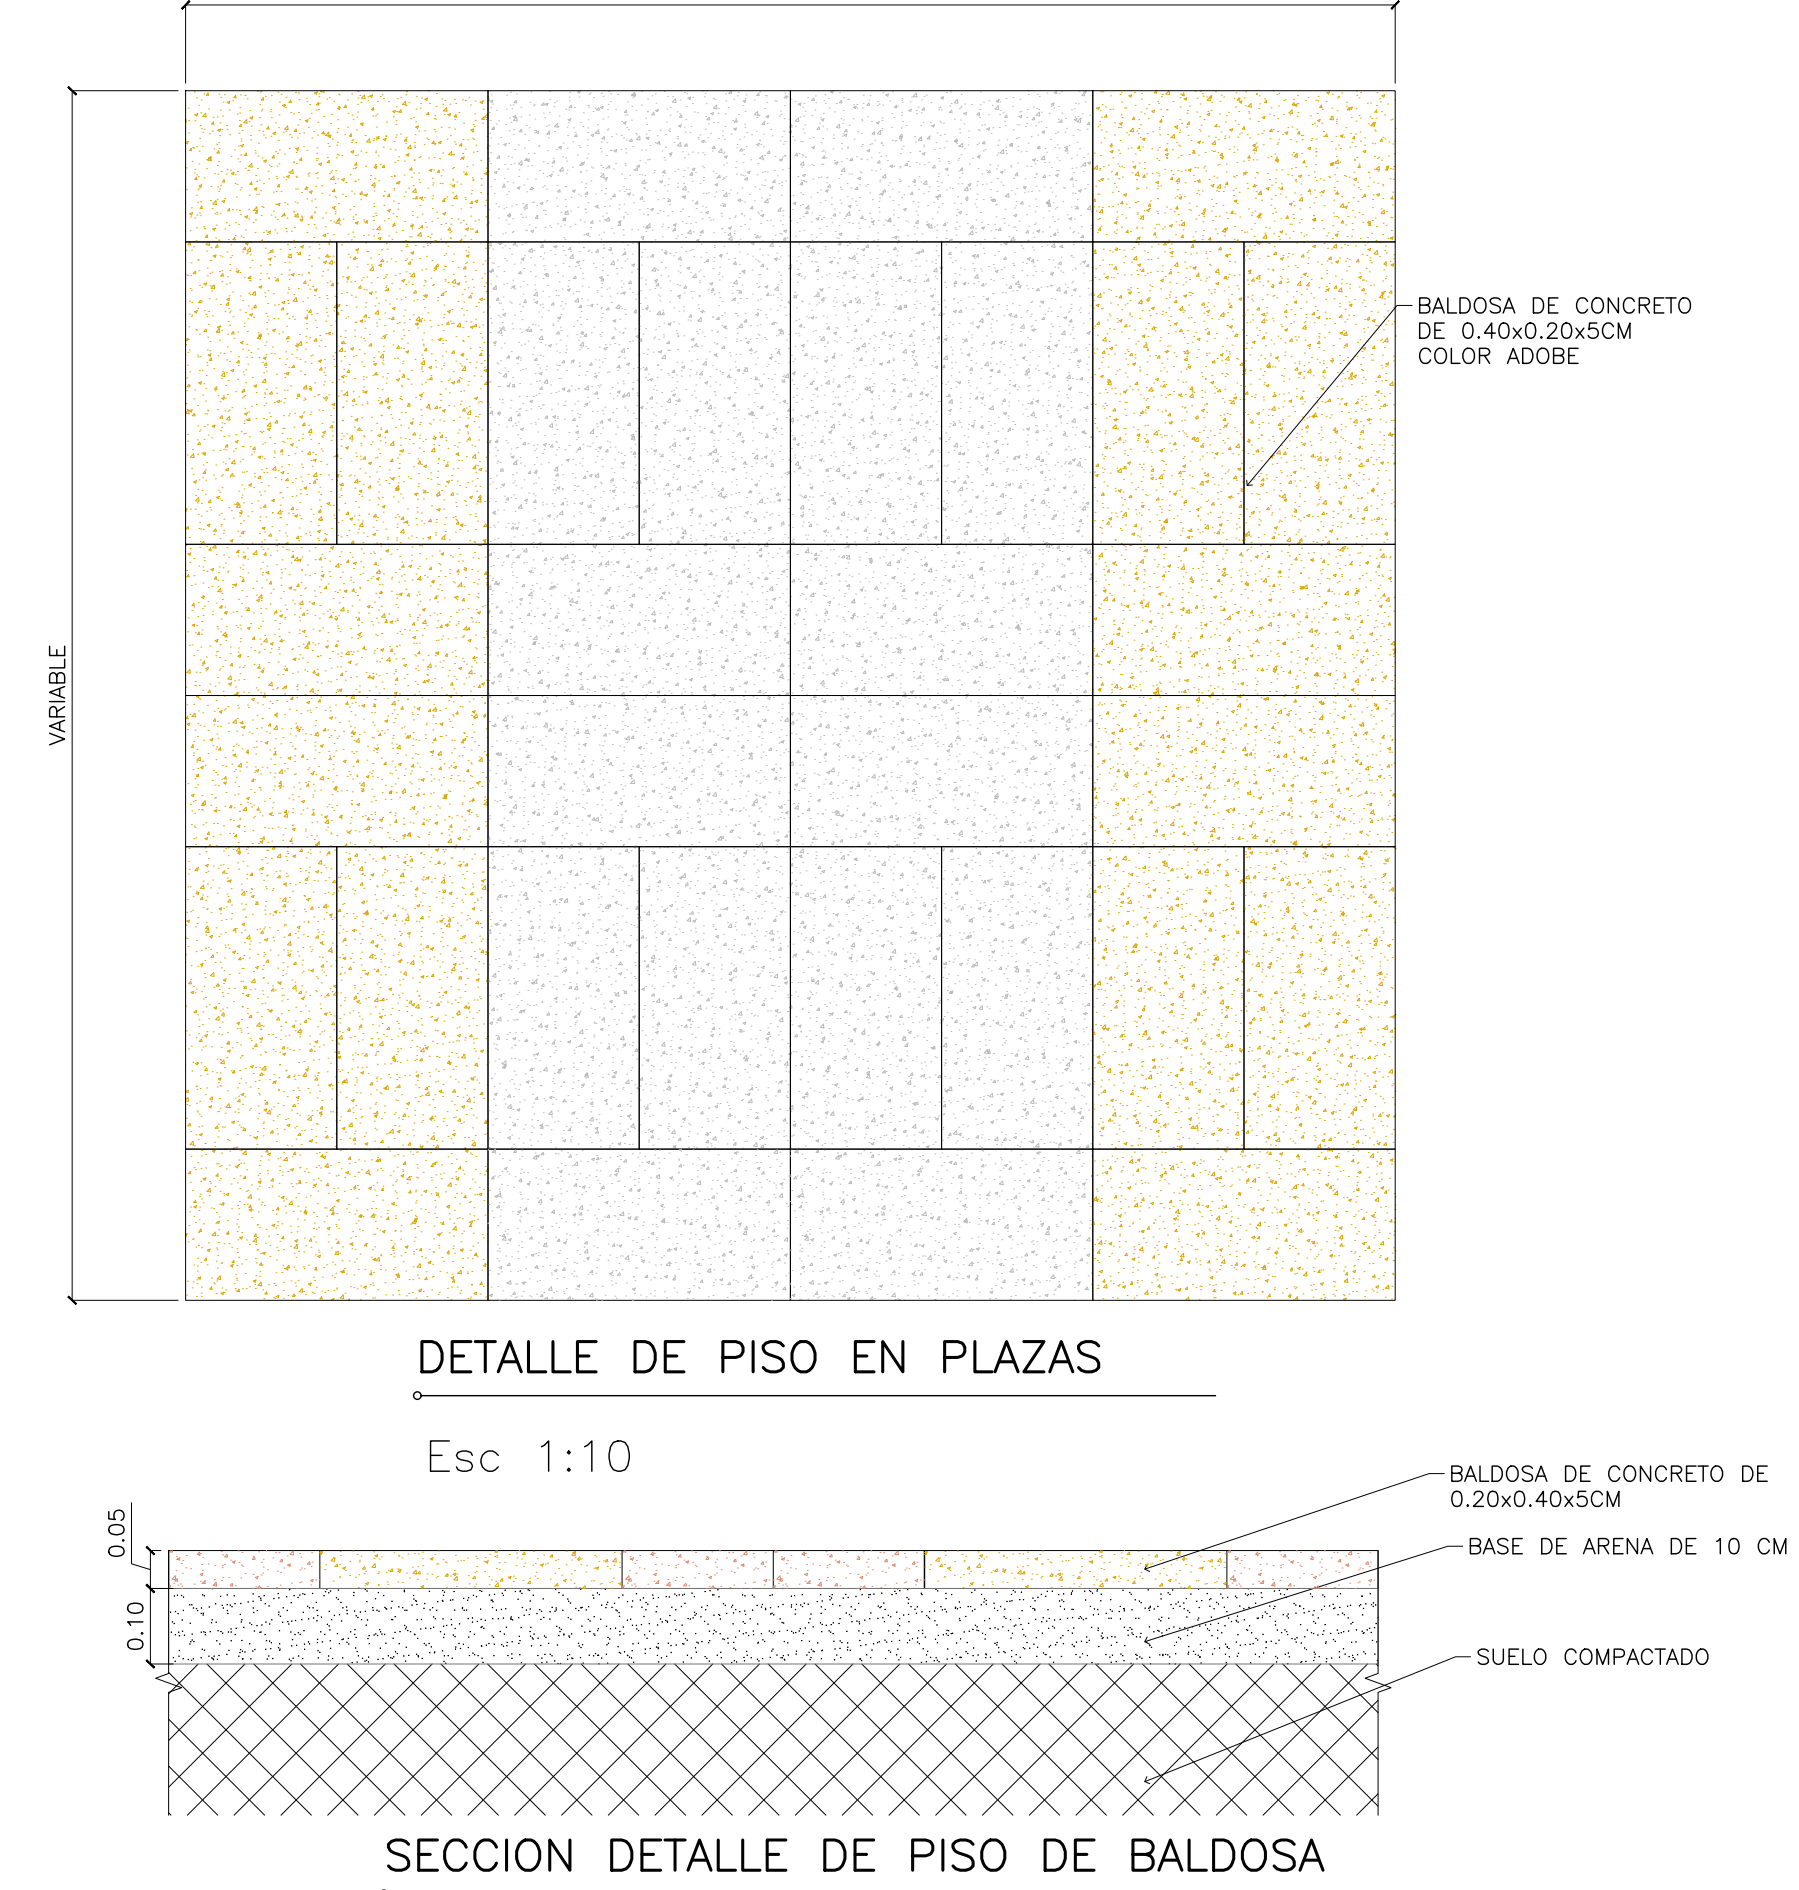 BALDOSA DE CONCRETO
DE 0.40x0.20x5CM
COLOR ADOBE
VARIABLE
DETALLE DE PISO EN PLAZAS
Esc 1:10
BALDOSA DE CONCRETO DE
0.20x0.40x5CM
0.05
BASE DE ARENA DE 10 CM
0.10
SUELO COMPACTADO
SECCION DETALLE DE PISO DE BALDOSA